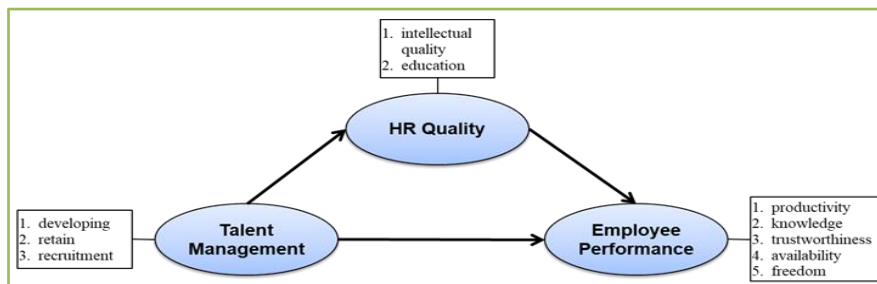 1. intellectual
quality
2. education
HR Quality
1. developing
2. retain
3. recruitment
Talent
Management
Employee
Performance
1. productivity
2. knowledge
3. trustworthiness
4. availability
5. freedom